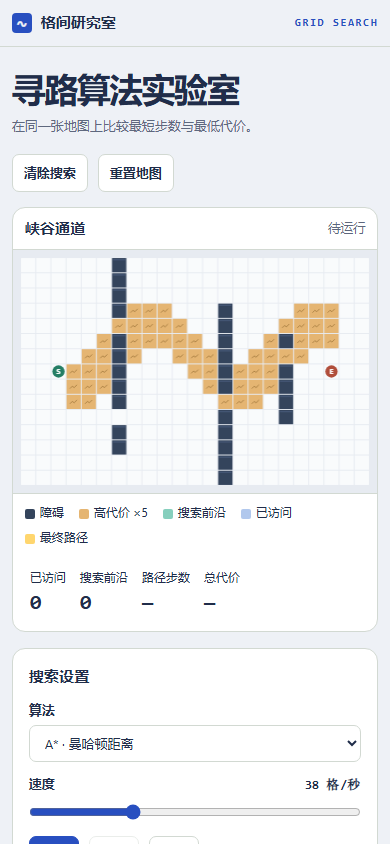 格间研究室
GRID SEARCH
寻路算法实验室
在同一张地图上比较最短步数与最低代价。
清除搜索
重置地图
峡谷通道
待运行
S
E
障碍
高代价 ×5
搜索前沿
已访问
最终路径
已访问
搜索前沿
路径步数
总代价
0
0
—
—
搜索设置
算法
A* · 曼哈顿距离
速度
38 格/秒